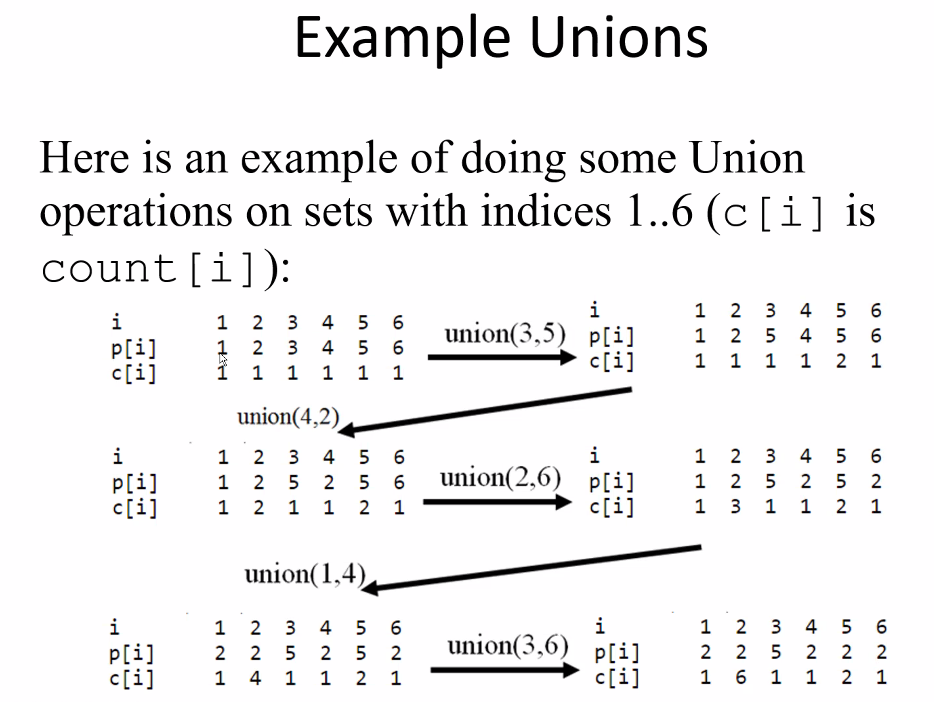 Example Unions
Here is an example of doing some Union
operations on sets with indices 1..6 (c[i] is
count[i]):
i 1 2 3 4 5 6
p[i] 1 2 3 4 5 6
c[i] 1 1 1 1 1 1
union(3,5)
i 1 2 3 4 5 6
p[i] 1 2 5 4 5 6
c[i] 1 1 1 1 2 1
union(4,2)
i 1 2 3 4 5 6
p[i] 1 2 5 2 5 6
c[i] 1 2 1 1 2 1
union(2,6)
i 1 2 3 4 5 6
p[i] 1 2 5 2 5 2
c[i] 1 3 1 1 2 1
union(1,4)
i 1 2 3 4 5 6
p[i] 2 2 5 2 5 2
c[i] 1 4 1 1 2 1
union(3,6)
i 1 2 3 4 5 6
p[i] 2 2 5 2 2 2
c[i] 1 6 1 1 2 1